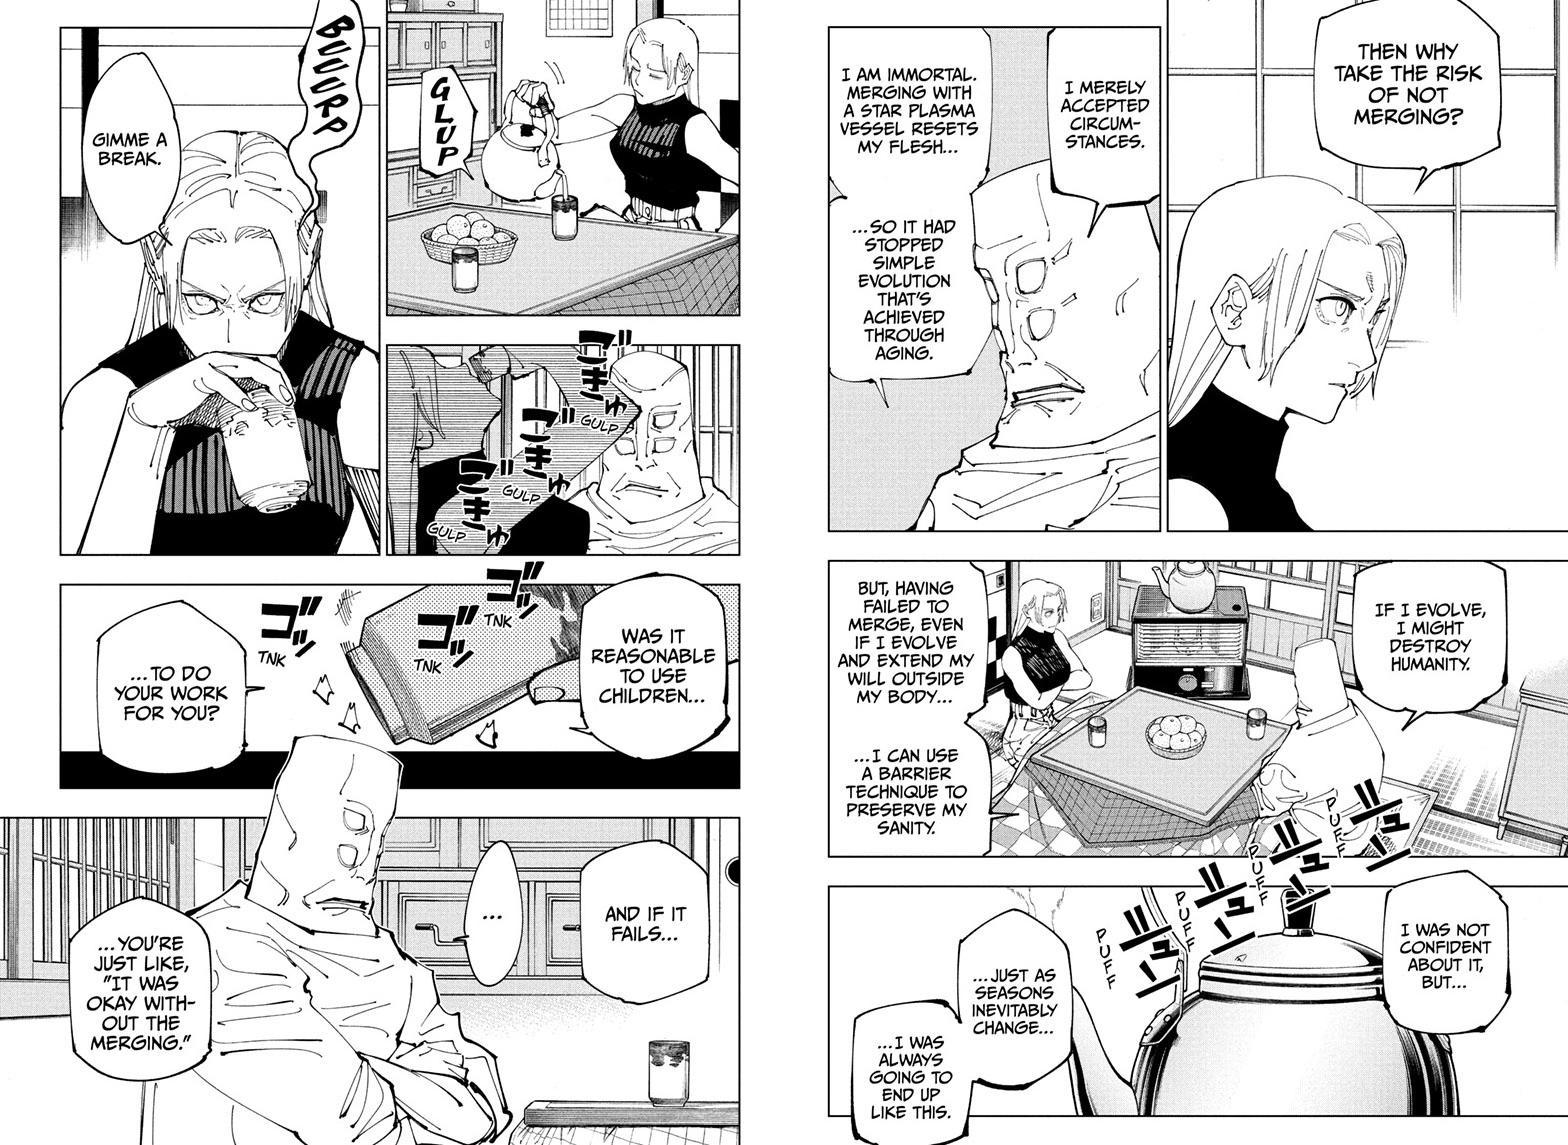 THEN WHY
TAKE THE RISK
OF NOT
MERGING?
I MERELY
ACCEPTED
CIRCUM-
STANCES.
I AM IMMORTAL.
MERGING WITH
A STAR PLASMA
VESSEL RESETS
MY FLESH...
...SO IT HAD
STOPPED
SIMPLE
EVOLUTION
THAT'S
ACHIEVED
THROUGH
AGING.
IF I EVOLVE,
I MIGHT
DESTROY
HUMANITY.
BUT, HAVING
FAILED TO
MERGE, EVEN
IF I EVOLVE
AND EXTEND MY
WILL OUTSIDE
MY BODY...
...I CAN USE
A BARRIER
TECHNIQUE TO
PRESERVE MY
SANITY.
シュー
PUFF
シュー
PUFF
シュー
PUFF
シュー
PUFF
I WAS NOT
CONFIDENT
ABOUT IT,
BUT...
...JUST AS
SEASONS
INEVITABLY
CHANGE...
...I WAS
ALWAYS
GOING TO
END UP
LIKE THIS.
GLUP
ごきゅ
GULP
ごきゅ
GULP
ごきゅ
GULP
BUUURP
GIMME A
BREAK.
WAS IT
REASONABLE
TO USE
CHILDREN...
ゴッ
TNK
ゴッ
TNK
ゴッ
TNK
...TO DO
YOUR WORK
FOR YOU?
AND IF IT
FAILS...
...
...YOU'RE
JUST LIKE,
"IT WAS
OKAY WITH-
OUT THE
MERGING."